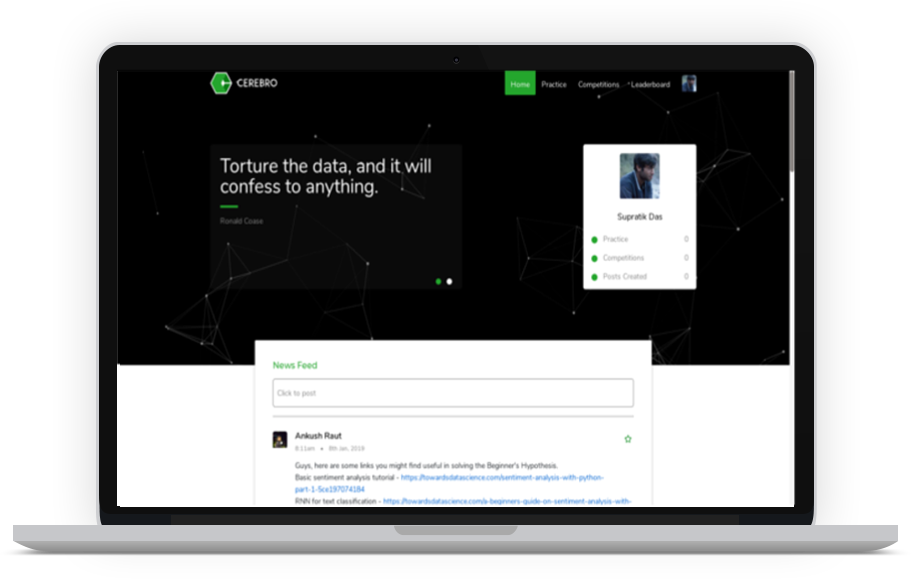 CEREBRO
Home Practice Competitions Leaderboard
Torture the data, and it will
confess to anything.
Ronald Coase
Supratik Das
Practice 0
Competitions 0
Posts Created 0
News Feed
Click to post
Ankush Raut
8:11am • 8th Jan, 2019
Guys, here are some links you might find useful in solving the Beginner's Hypothesis.
Basic sentiment analysis tutorial - https://towardsdatascience.com/sentiment-analysis-with-python-
part-1-5ce197074184
RNN for text classification - https://towardsdatascience.com/a-beginners-guide-on-sentiment-analysis-with-